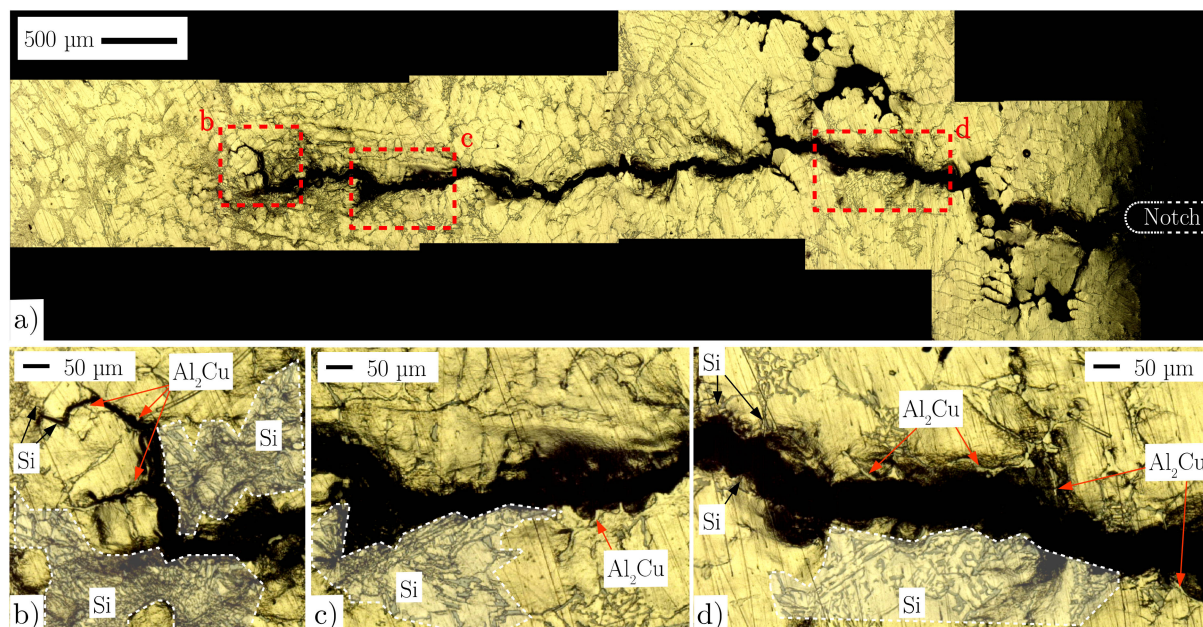 500 µm
b
c
d
Notch
a)
50 µm
Al₂Cu
Si
Si
Si
b)
50 µm
Al₂Cu
c)
Si
50 µm
Al₂Cu
Al₂Cu
Si
Si
d)